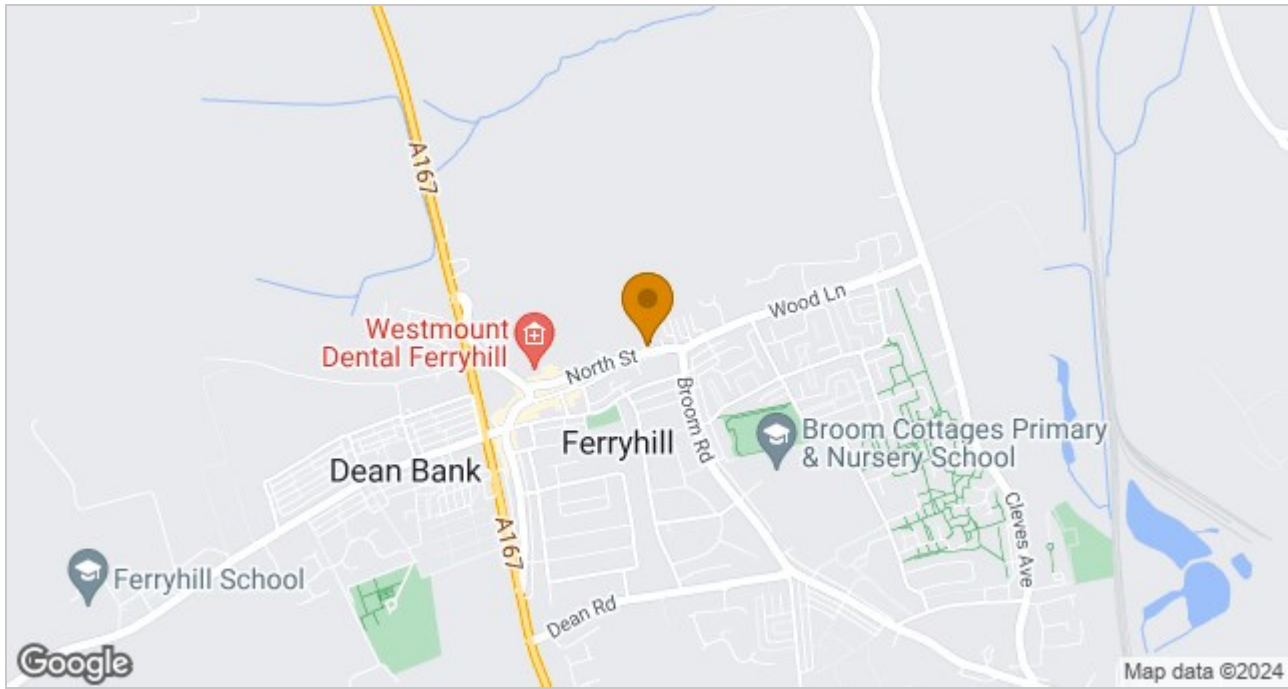 A167
Wood Ln
Westmount
Dental Ferryhill
North St
Broom Rd
Broom Cottages Primary
& Nursery School
Ferryhill
Dean Bank
A167
Cleves Ave
Ferryhill School
Dean Rd
Google
Map data ©2024